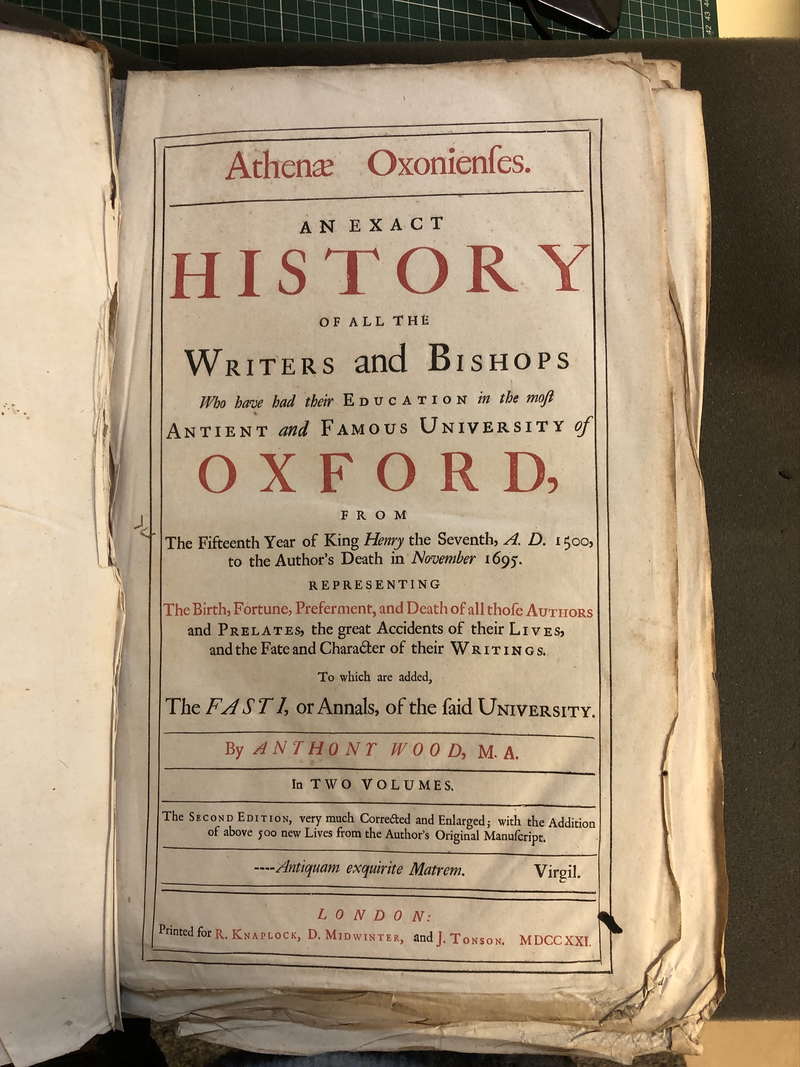 Athenæ Oxonienſes.
AN EXACT
HISTORY
OF ALL THE
WRITERS and BISHOPS
Who have had their EDUCATION in the moſt
ANTIENT and FAMOUS UNIVERSITY of
OXFORD,
FROM
The Fifteenth Year of King Henry the Seventh, A. D. 1500,
to the Author's Death in November 1695.
REPRESENTING
The Birth, Fortune, Preferment, and Death of all thoſe AUTHORS
and PRELATES, the great Accidents of their LIVES,
and the Fate and Character of their WRITINGS.
To which are added,
The FASTI, or Annals, of the ſaid UNIVERSITY.
By ANTHONY WOOD, M. A.
In TWO VOLUMES.
The SECOND EDITION, very much Corrected and Enlarged; with the Addition
of above 500 new Lives from the Author's Original Manuſcript.
----Antiquam exquirite Matrem. Virgil.
LONDON:
Printed for R. KNAPLOCK, D. MIDWINTER, and J. TONSON. MDCCXXI.
42 43 44